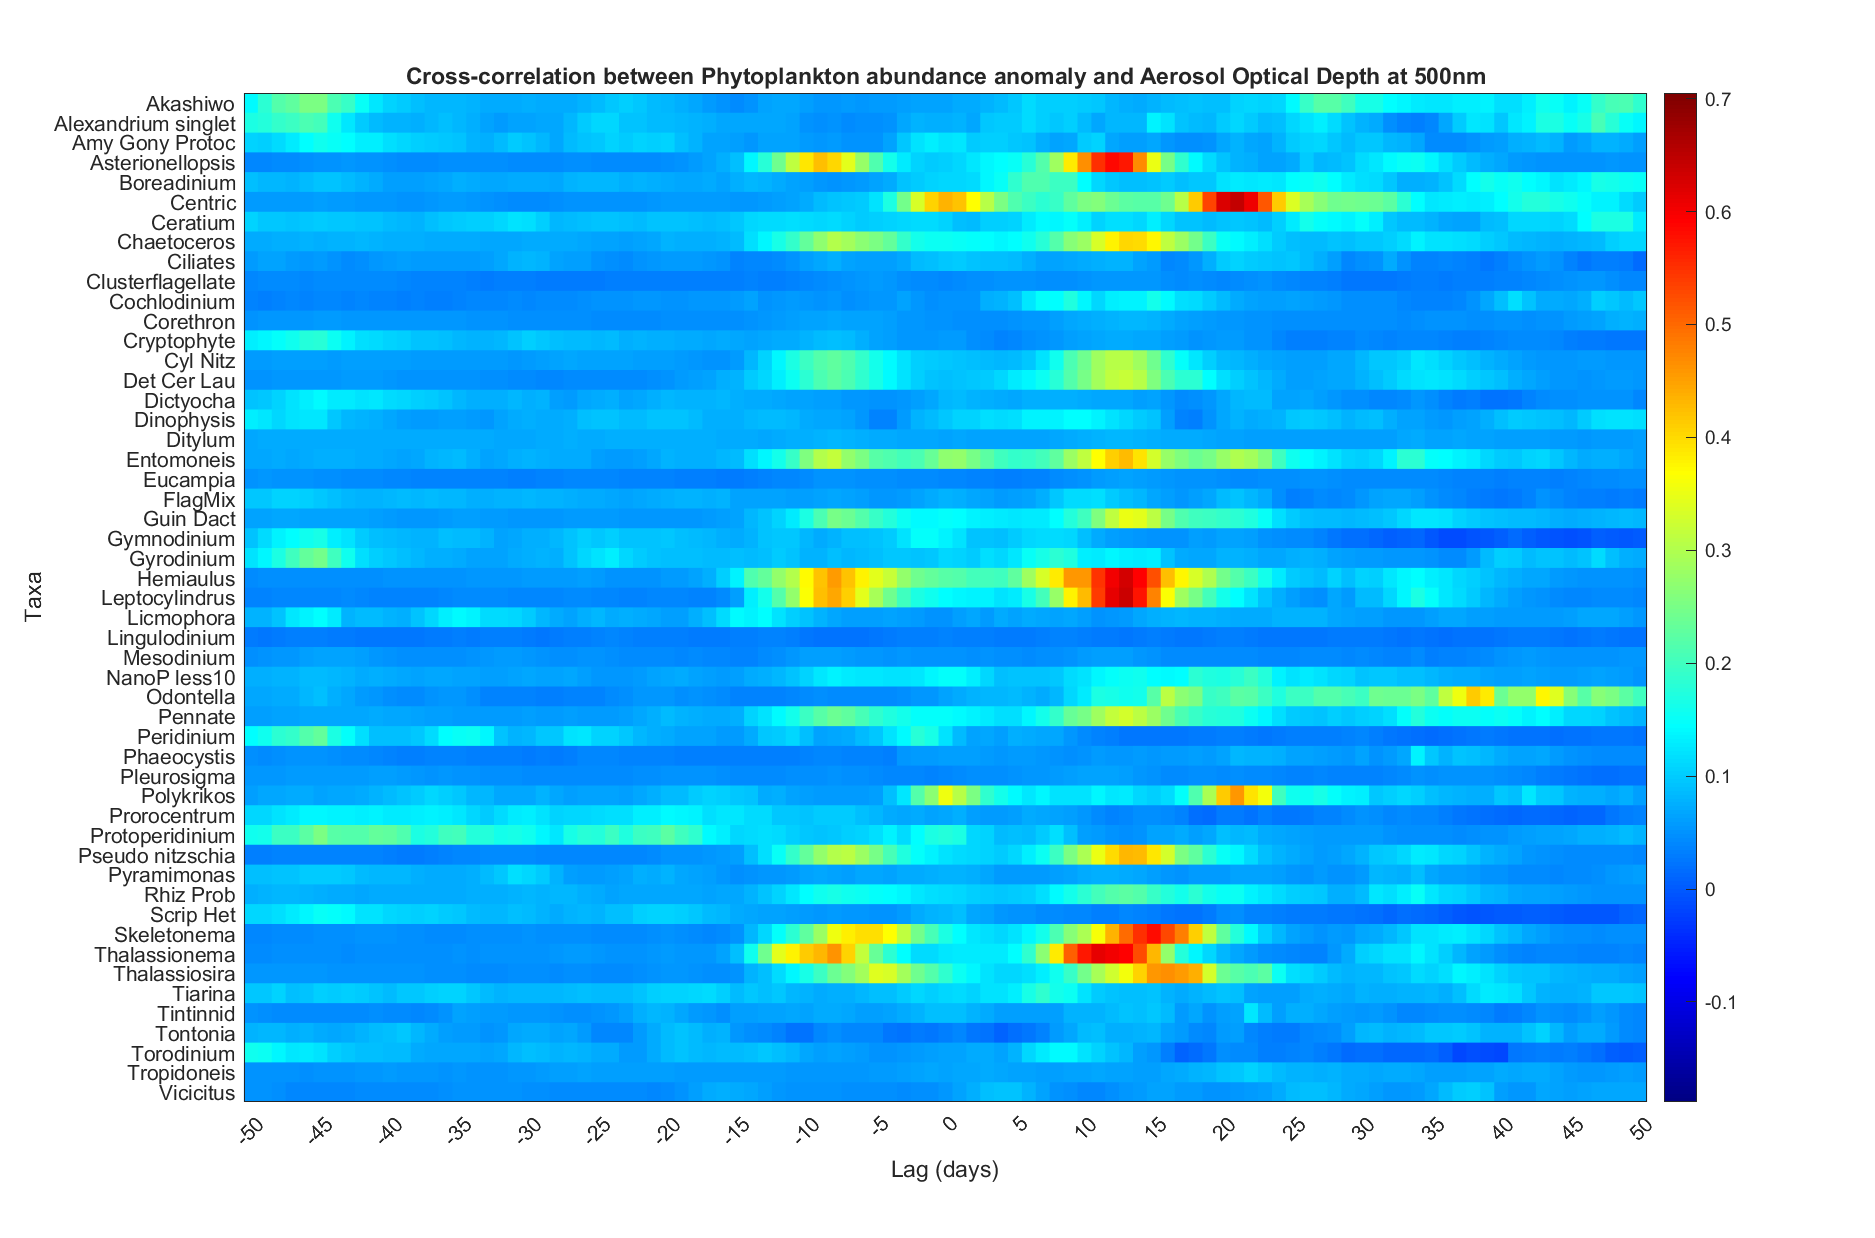 Cross-correlation between Phytoplankton abundance anomaly and Aerosol Optical Depth at 500nm
Taxa
Akashiwo
Alexandrium singlet
Amy Gony Protoc
Asterionellopsis
Boreadinium
Centric
Ceratium
Chaetoceros
Ciliates
Clusterflagellate
Cochlodinium
Corethron
Cryptophyte
Cyl Nitz
Det Cer Lau
Dictyocha
Dinophysis
Ditylum
Entomoneis
Eucampia
FlagMix
Guin Dact
Gymnodinium
Gyrodinium
Hemiaulus
Leptocylindrus
Licmophora
Lingulodinium
Mesodinium
NanoP less10
Odontella
Pennate
Peridinium
Phaeocystis
Pleurosigma
Polykrikos
Prorocentrum
Protoperidinium
Pseudo nitzschia
Pyramimonas
Rhiz Prob
Scrip Het
Skeletonema
Thalassionema
Thalassiosira
Tiarina
Tintinnid
Tontonia
Torodinium
Tropidoneis
Vicicitus
-50 -45 -40 -35 -30 -25 -20 -15 -10 -5 0 5 10 15 20 25 30 35 40 45 50
Lag (days)
0.7
0.6
0.5
0.4
0.3
0.2
0.1
0
-0.1